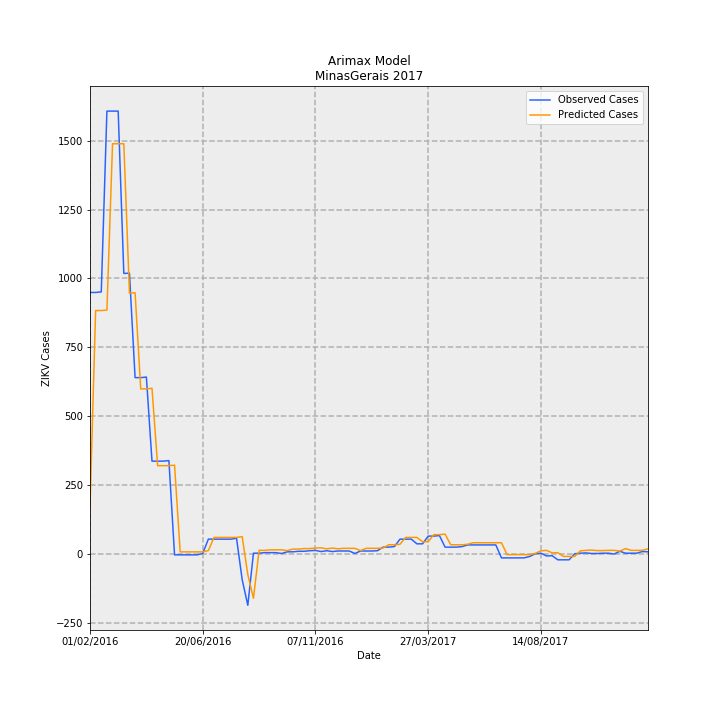 Arimax Model
MinasGerais 2017
Observed Cases
Predicted Cases
ZIKV Cases
1500
1250
1000
750
500
250
0
−250
01/02/2016
20/06/2016
07/11/2016
27/03/2017
14/08/2017
Date